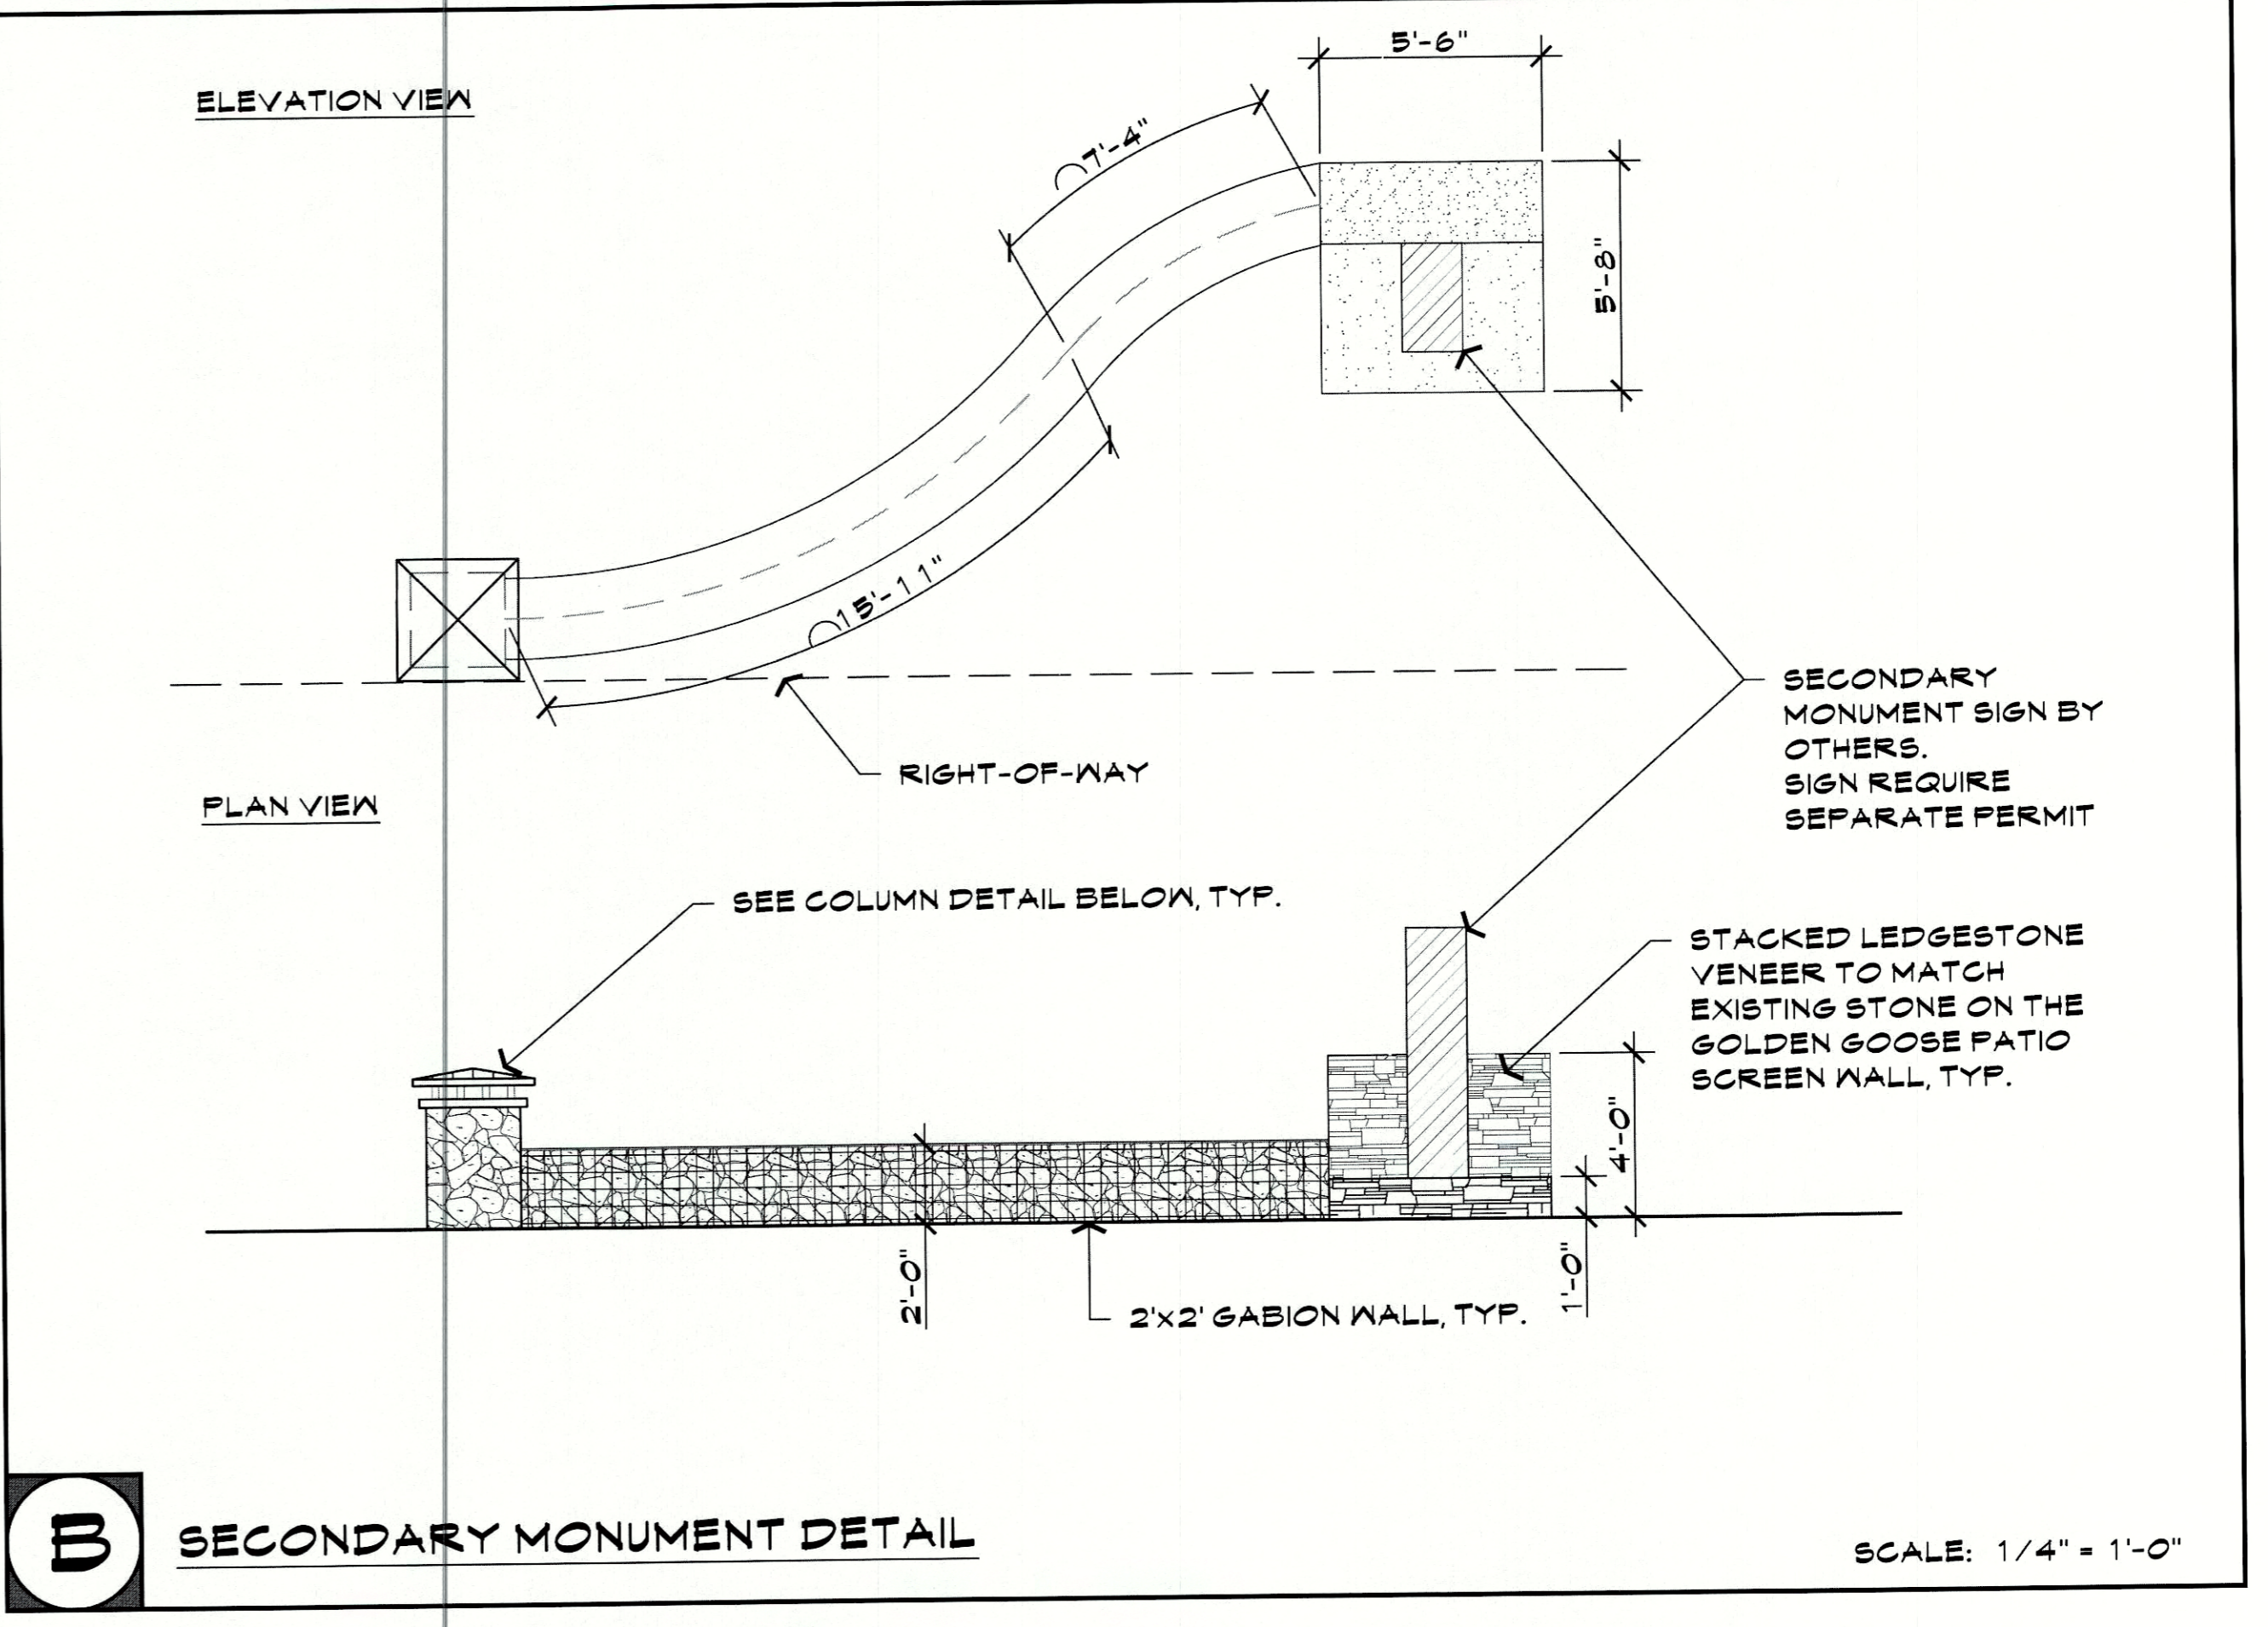 ELEVATION VIEW
5'-6"
7'-4"
5'-8"
15'-11"
RIGHT-OF-WAY
SECONDARY
MONUMENT SIGN BY
OTHERS.
SIGN REQUIRE
SEPARATE PERMIT
PLAN VIEW
SEE COLUMN DETAIL BELOW, TYP.
STACKED LEDGESTONE
VENEER TO MATCH
EXISTING STONE ON THE
GOLDEN GOOSE PATIO
SCREEN WALL, TYP.
4'-0"
2'-0"
1'-0"
2'x2' GABION WALL, TYP.
B
SECONDARY MONUMENT DETAIL
SCALE: 1/4" = 1'-0"